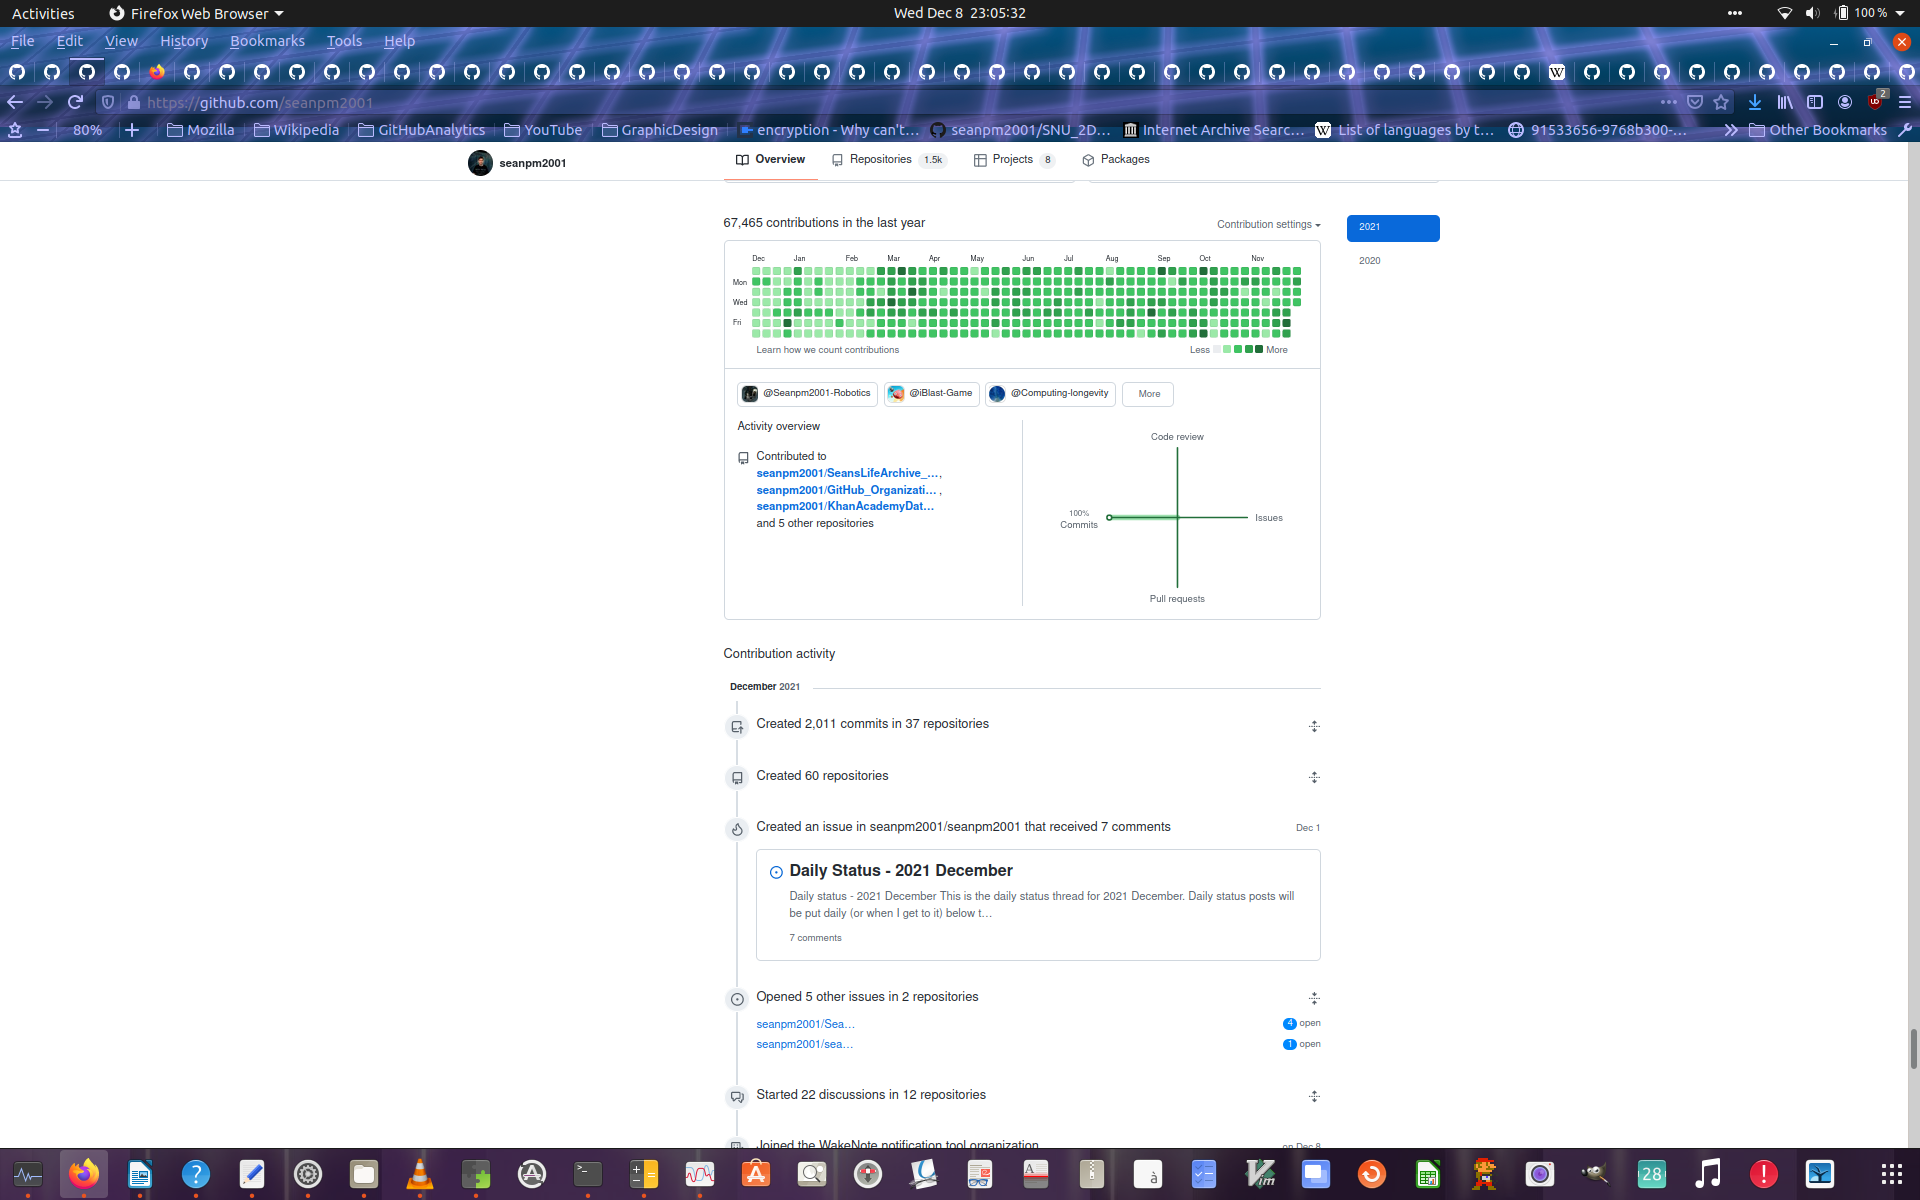 Activities
Firefox Web Browser
Wed Dec 8 23:05:32
100 %
File Edit View History Bookmarks Tools Help
https://github.com/seanpm2001
2
80%
Mozilla
Wikipedia
GitHubAnalytics
YouTube
GraphicDesign
encryption - Why can't…
seanpm2001/SNU_2D…
Internet Archive Searc…
List of languages by t…
91533656-9768b300-…
Other Bookmarks
seanpm2001
Overview
Repositories 1.5k
Projects 8
Packages
67,465 contributions in the last year
Contribution settings
2021
2020
Dec Jan Feb Mar Apr May Jun Jul Aug Sep Oct Nov
Mon
Wed
Fri
Learn how we count contributions
Less More
@Seanpm2001-Robotics
@iBlast-Game
@Computing-longevity
More
Activity overview
Contributed to
seanpm2001/SeansLifeArchive_…,
seanpm2001/GitHub_Organizati… ,
seanpm2001/KhanAcademyDat…
and 5 other repositories
Code review
100%
Commits
Issues
Pull requests
Contribution activity
December 2021
Created 2,011 commits in 37 repositories
Created 60 repositories
Created an issue in seanpm2001/seanpm2001 that received 7 comments
Dec 1
Daily Status - 2021 December
Daily status - 2021 December This is the daily status thread for 2021 December. Daily status posts will
be put daily (or when I get to it) below t…
7 comments
Opened 5 other issues in 2 repositories
seanpm2001/Sea…
4 open
seanpm2001/sea…
1 open
Started 22 discussions in 12 repositories
Joined the WakeNote notification tool organization
on Dec 8
28